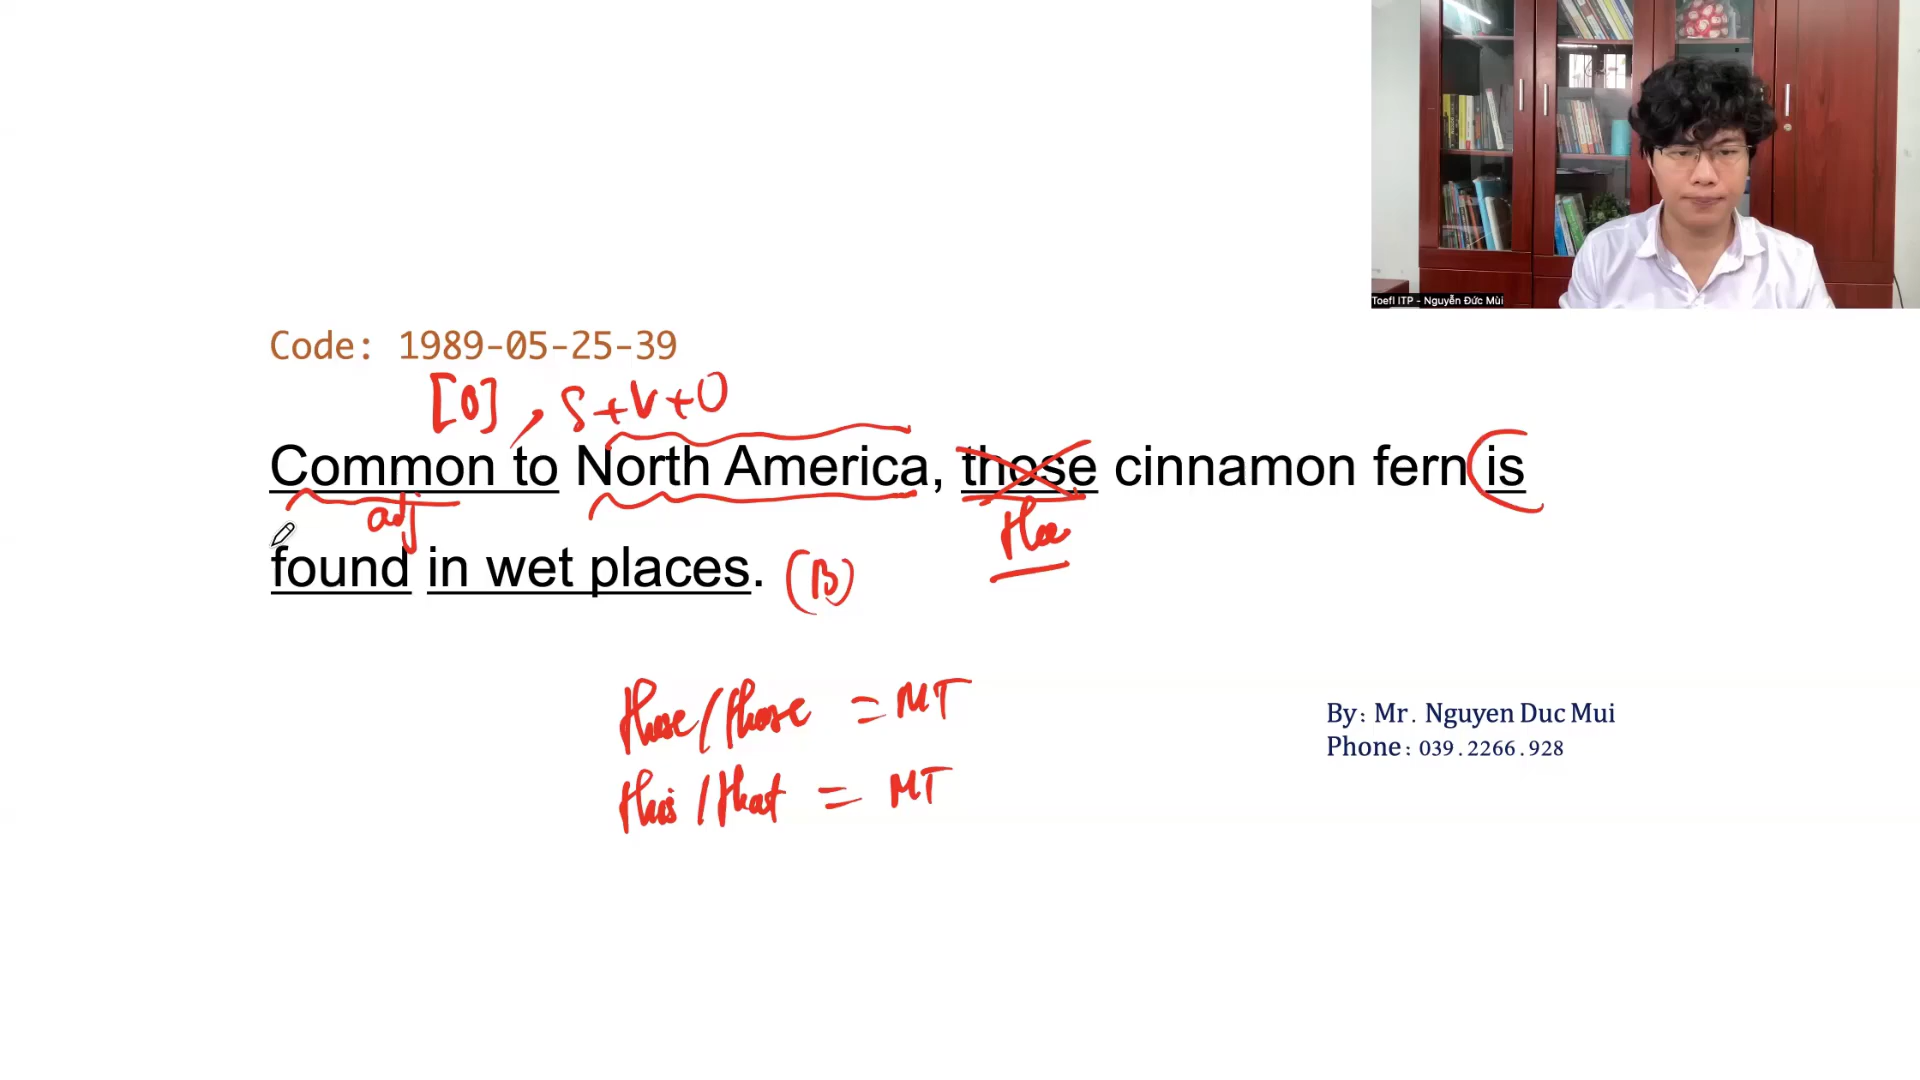 Toefl ITP - Nguyễn Đức Mùi
Code: 1989-05-25-39
[O] , S+V+O
Common to North America, those cinnamon fern is
adj
the
found in wet places. (B)
these/those = MT
this/that = MT
By: Mr. Nguyen Duc Mui
Phone: 039.2266.928